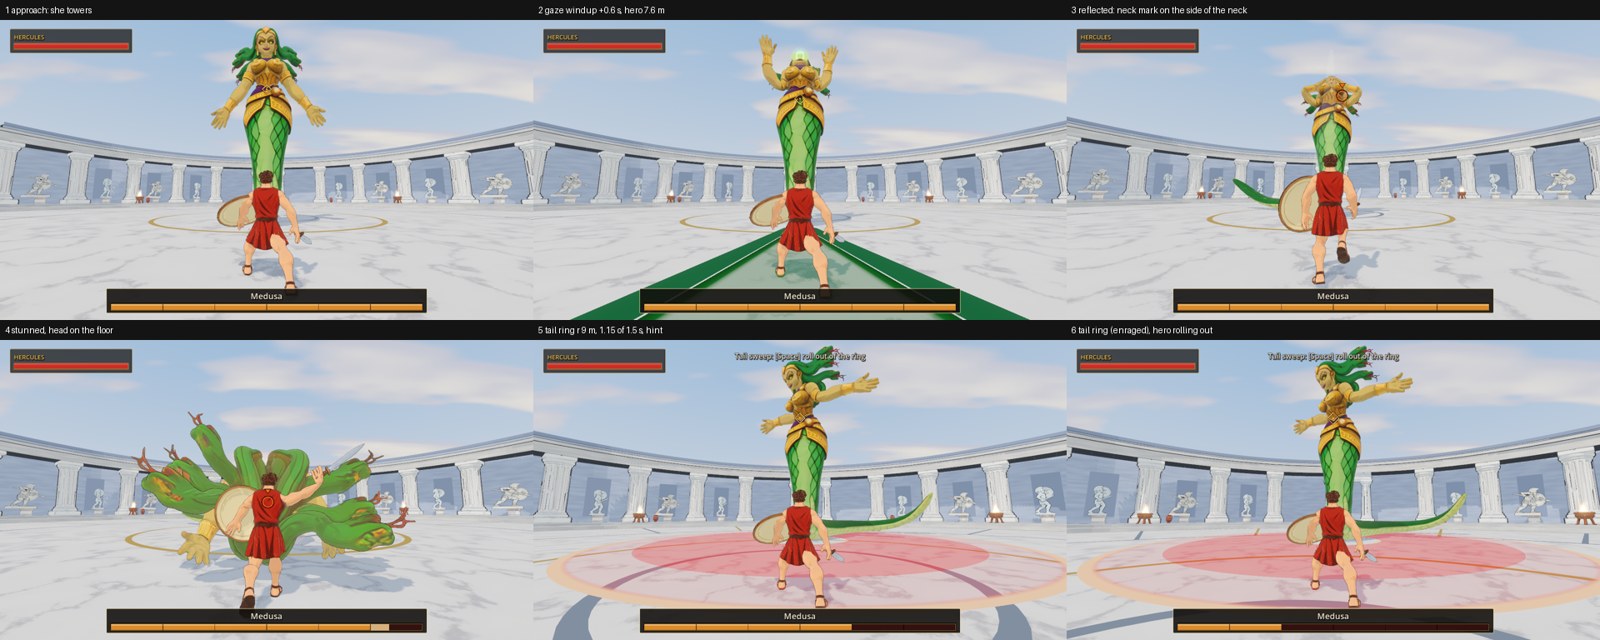 1 approach: she towers
HERCULES
Medusa
2 gaze windup +0.6 s, hero 7.6 m
HERCULES
Medusa
3 reflected: neck mark on the side of the neck
HERCULES
Medusa
4 stunned, head on the floor
HERCULES
Medusa
5 tail ring r 9 m, 1.15 of 1.5 s, hint
HERCULES
Tail sweep: [Space] roll out of the ring
Medusa
6 tail ring (enraged), hero rolling out
HERCULES
Tail sweep: [Space] roll out of the ring
Medusa